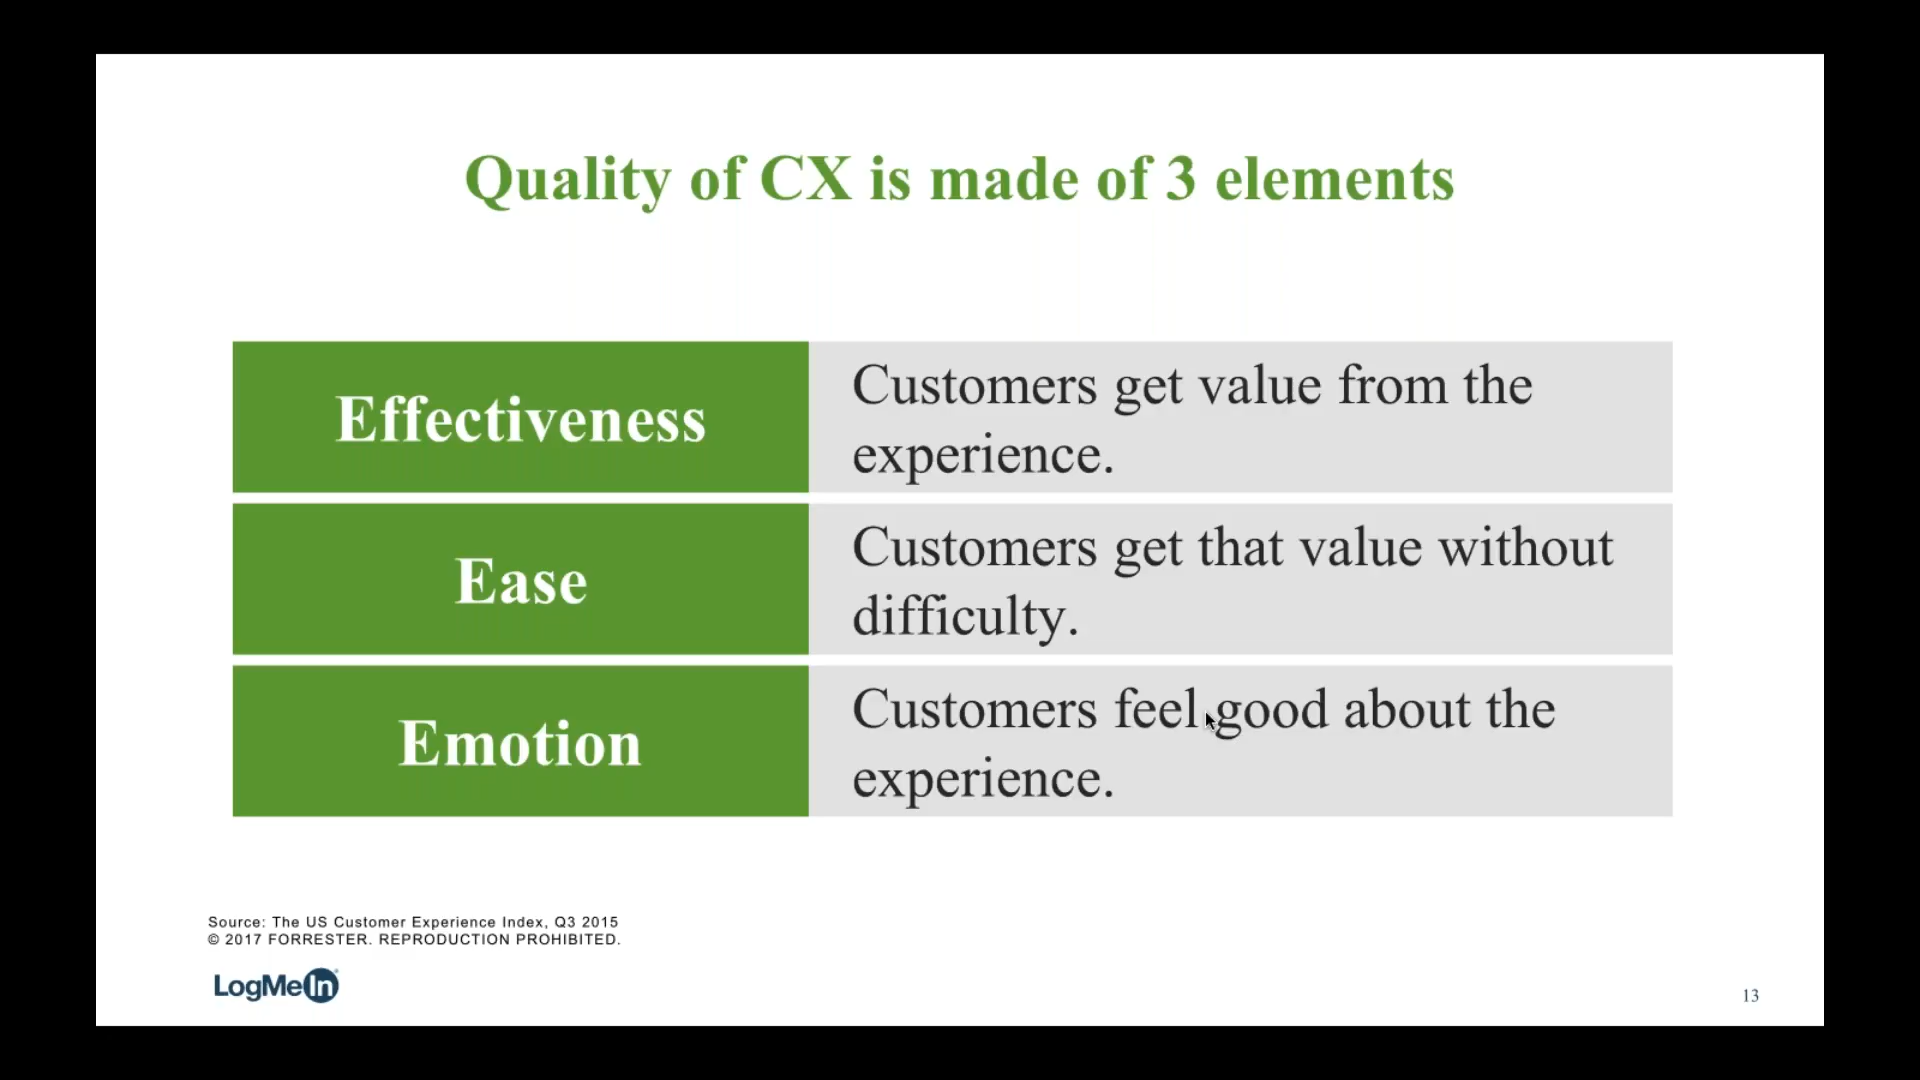 Quality of CX is made of 3 elements
Effectiveness
Customers get value from the
experience.
Ease
Customers get that value without
difficulty.
Emotion
Customers feel good about the
experience.
Source: The US Customer Experience Index, Q3 2015
© 2017 FORRESTER. REPRODUCTION PROHIBITED.
LogMeIn
13